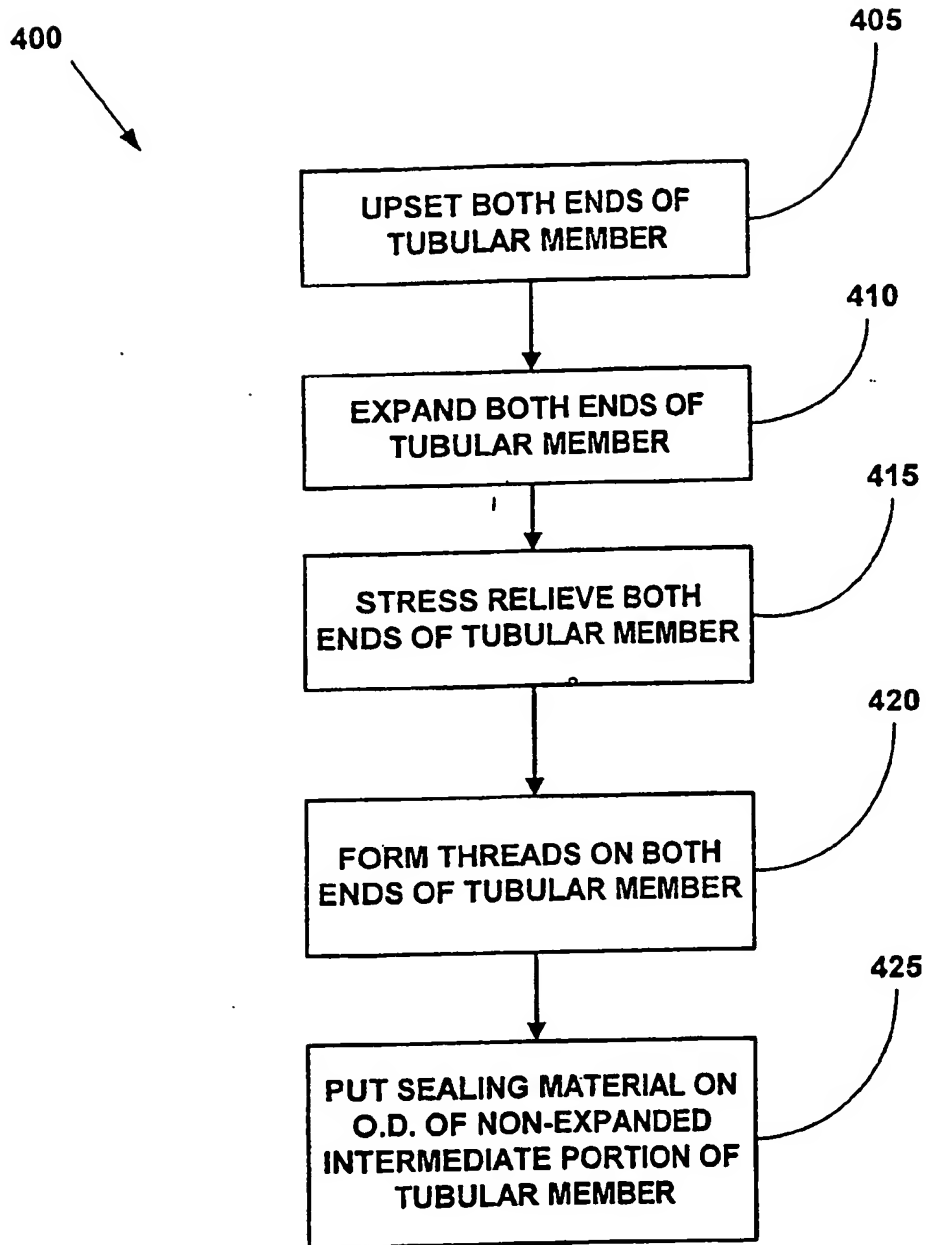 400
405
UPSET BOTH ENDS OF
TUBULAR MEMBER
410
EXPAND BOTH ENDS OF
TUBULAR MEMBER
415
STRESS RELIEVE BOTH
ENDS OF TUBULAR MEMBER
420
FORM THREADS ON BOTH
ENDS OF TUBULAR MEMBER
425
PUT SEALING MATERIAL ON
O.D. OF NON-EXPANDED
INTERMEDIATE PORTION OF
TUBULAR MEMBER